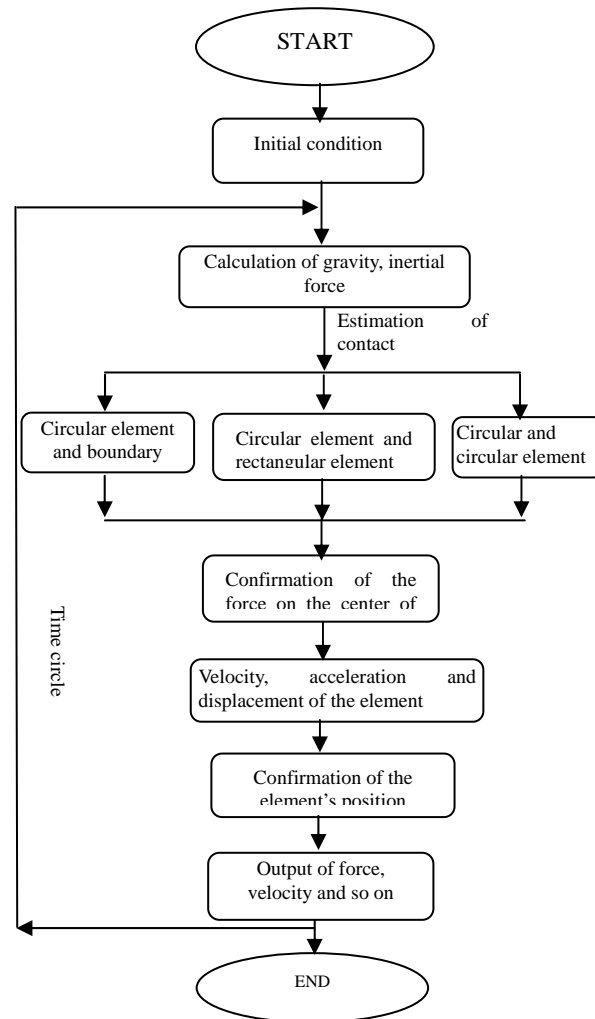 START
Initial condition
Calculation of gravity, inertial
force
Estimation of
contact
Circular element
and boundary
Circular element and
rectangular element
Circular and
circular element
Confirmation of the
force on the center of
Time circle
Velocity, acceleration and
displacement of the element
Confirmation of the
element's position
Output of force,
velocity and so on
END